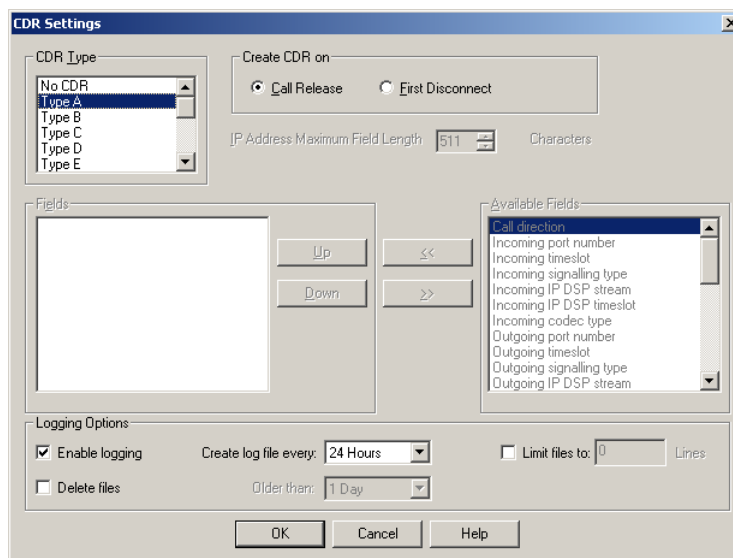 CDR Settings
CDR Type
No CDR
Type A
Type B
Type C
Type D
Type E
Create CDR on
Call Release
First Disconnect
IP Address Maximum Field Length 511 Characters
Fields
Up
Down
<<
>>
Available Fields
Call direction
Incoming port number
Incoming timeslot
Incoming signalling type
Incoming IP DSP stream
Incoming IP DSP timeslot
Incoming codec type
Outgoing port number
Outgoing timeslot
Outgoing signalling type
Outgoing IP DSP stream
Logging Options
Enable logging Create log file every: 24 Hours Limit files to: 0 Lines
Delete files Older than: 1 Day
OK Cancel Help